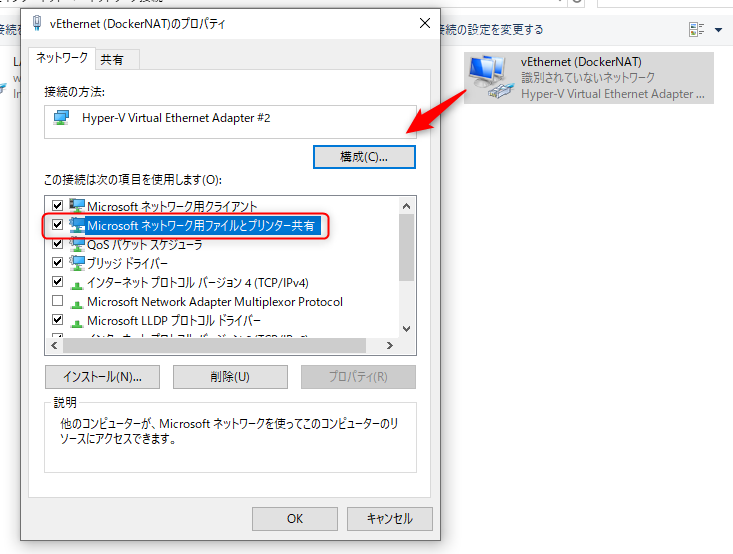 vEthernet (DockerNAT)のプロパティ
ネットワーク
共有
接続の方法:
Hyper-V Virtual Ethernet Adapter #2
構成(C)...
この接続は次の項目を使用します(O):
Microsoft ネットワーク用クライアント
Microsoft ネットワーク用ファイルとプリンター共有
QoS パケット スケジューラ
ブリッジ ドライバー
インターネット プロトコル バージョン 4 (TCP/IPv4)
Microsoft Network Adapter Multiplexor Protocol
Microsoft LLDP プロトコル ドライバー
インストール(N)...
削除(U)
プロパティ(R)
説明
他のコンピューターが、Microsoft ネットワークを使ってこのコンピューターのリ
ソースにアクセスできます。
OK
キャンセル
接続の設定を変更する
vEthernet (DockerNAT)
識別されていないネットワーク
Hyper-V Virtual Ethernet Adapter ...